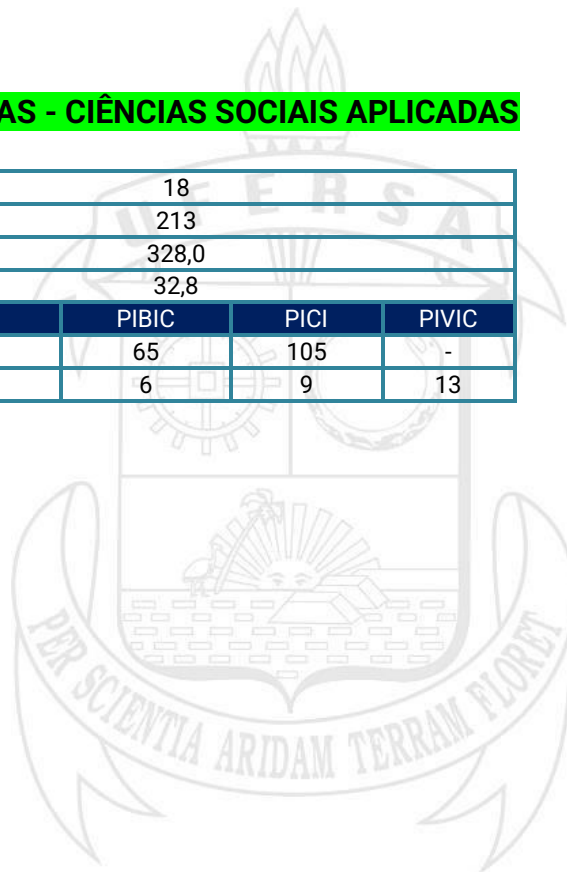 AS - CIÊNCIAS SOCIAIS APLICADAS
18
213
328,0
32,8
PIBIC PICI PIVIC
65 105 -
6 9 13
UFERSA
PER SCIENTIA ARIDAM TERRAM FLORET